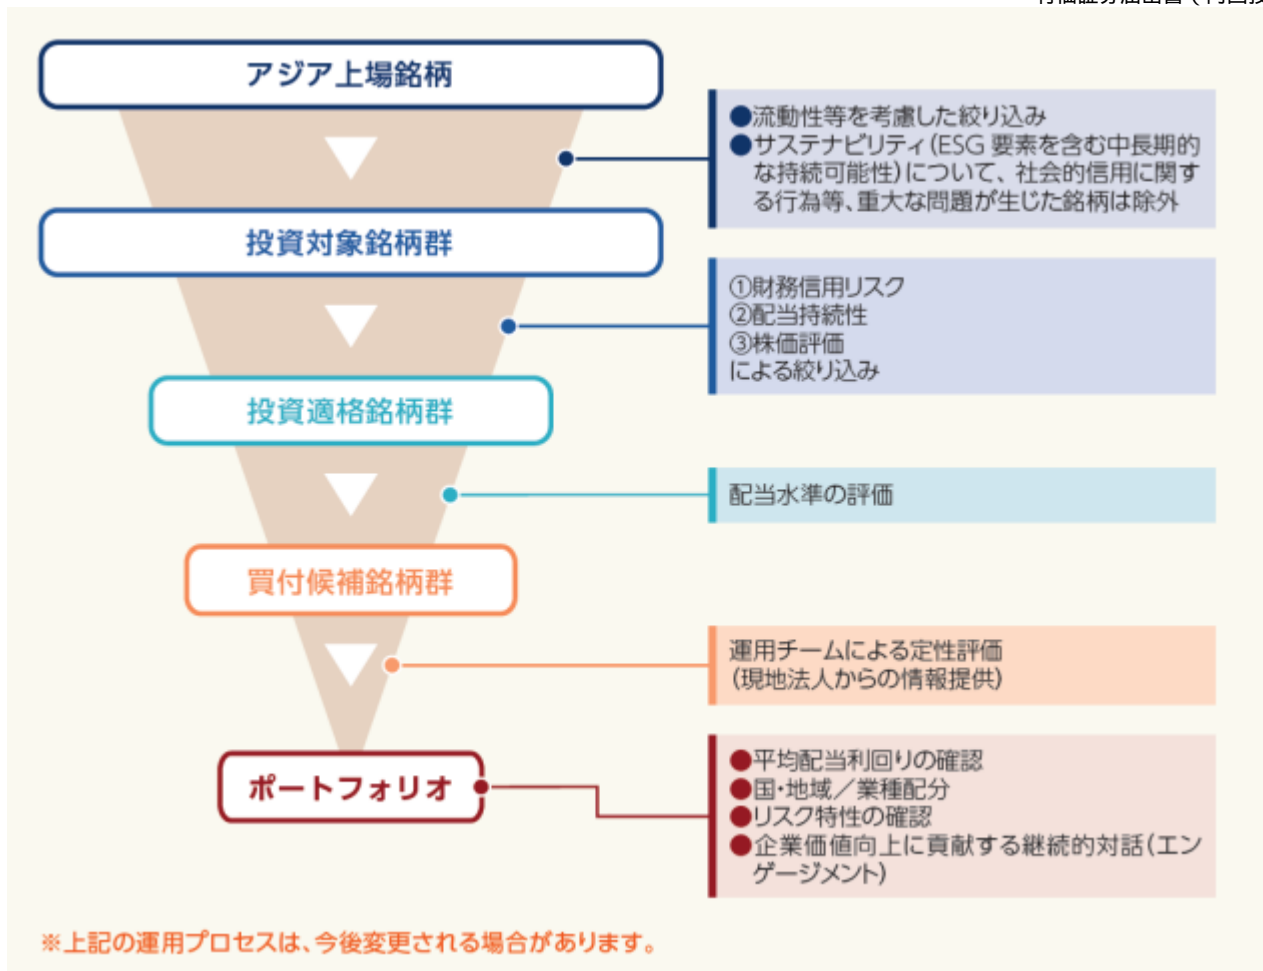 アジア上場銘柄
●流動性等を考慮した絞り込み
●サステナビリティ(ESG 要素を含む中長期的
な持続可能性)について、社会的信用に関す
る行為等、重大な問題が生じた銘柄は除外
投資対象銘柄群
①財務信用リスク
②配当持続性
③株価評価
による絞り込み
投資適格銘柄群
配当水準の評価
買付候補銘柄群
運用チームによる定性評価
(現地法人からの情報提供)
ポートフォリオ
●平均配当利回りの確認
●国・地域／業種配分
●リスク特性の確認
●企業価値向上に貢献する継続的対話(エン
ゲージメント)
※上記の運用プロセスは、今後変更される場合があります。